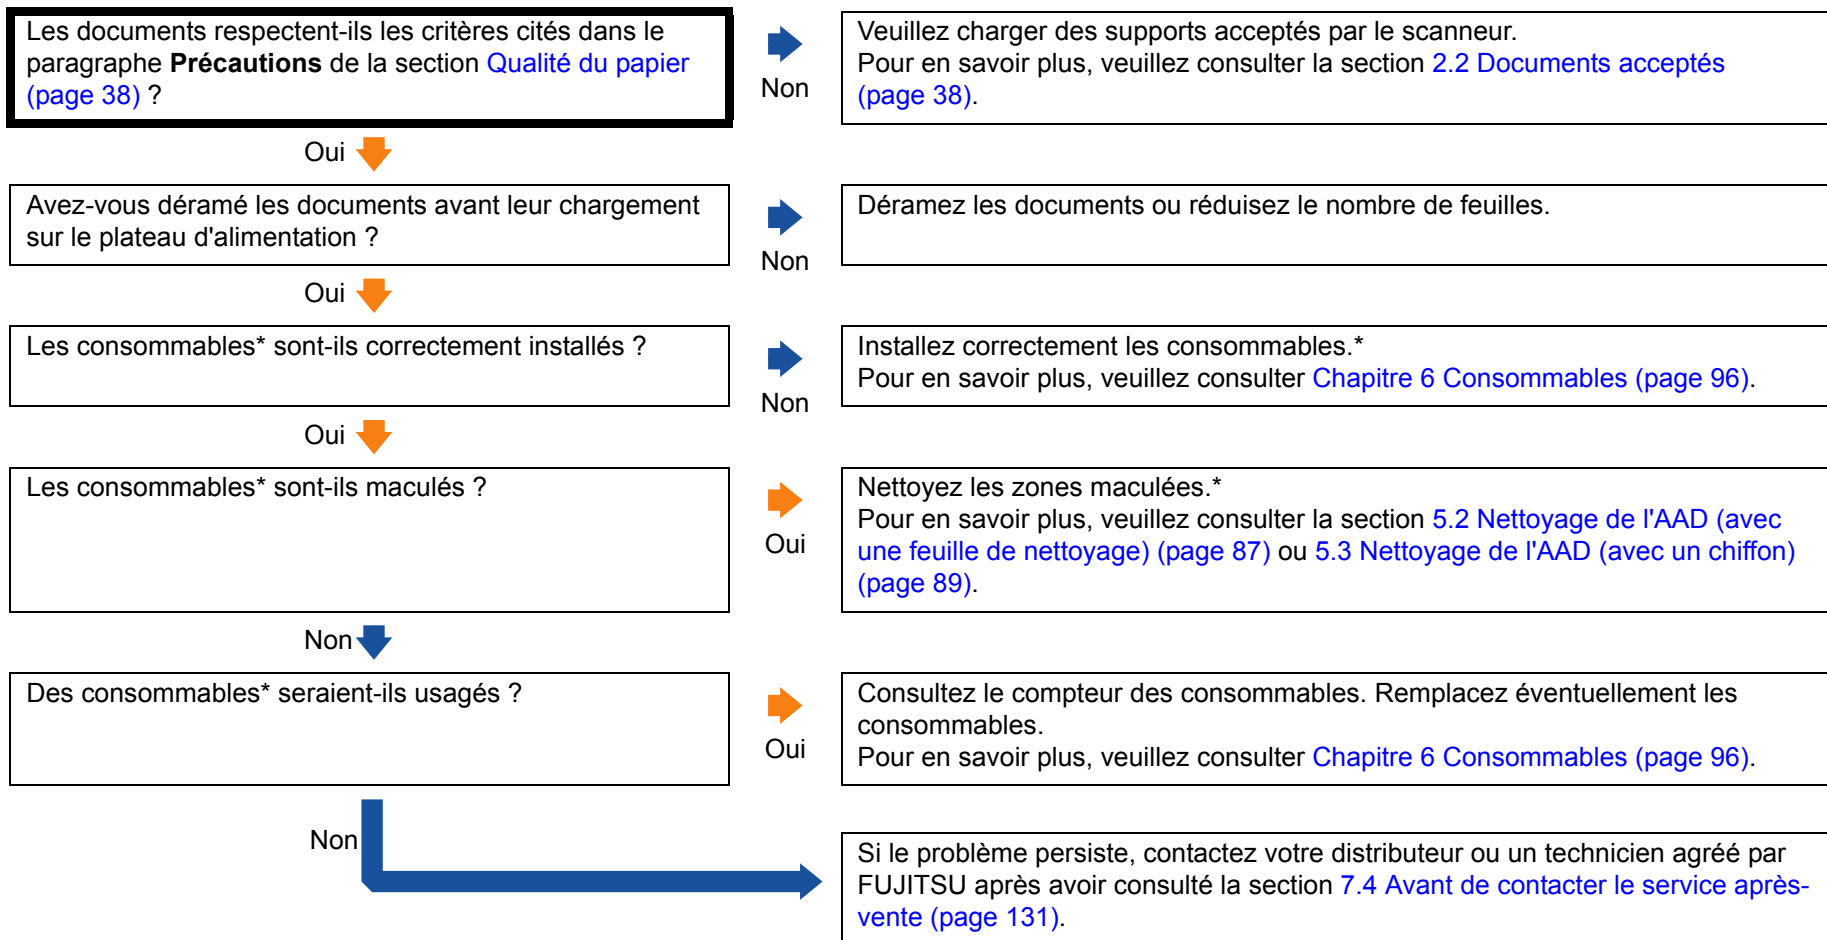 Les documents respectent-ils les critères cités dans le
paragraphe Précautions de la section Qualité du papier
(page 38) ?
Non
Veuillez charger des supports acceptés par le scanneur.
Pour en savoir plus, veuillez consulter la section 2.2 Documents acceptés
(page 38).
Oui
Avez-vous déramé les documents avant leur chargement
sur le plateau d'alimentation ?
Non
Déramez les documents ou réduisez le nombre de feuilles.
Oui
Les consommables* sont-ils correctement installés ?
Non
Installez correctement les consommables.*
Pour en savoir plus, veuillez consulter Chapitre 6 Consommables (page 96).
Oui
Les consommables* sont-ils maculés ?
Oui
Nettoyez les zones maculées.*
Pour en savoir plus, veuillez consulter la section 5.2 Nettoyage de l'AAD (avec
une feuille de nettoyage) (page 87) ou 5.3 Nettoyage de l'AAD (avec un chiffon)
(page 89).
Non
Des consommables* seraient-ils usagés ?
Oui
Consultez le compteur des consommables. Remplacez éventuellement les
consommables.
Pour en savoir plus, veuillez consulter Chapitre 6 Consommables (page 96).
Non
Si le problème persiste, contactez votre distributeur ou un technicien agréé par
FUJITSU après avoir consulté la section 7.4 Avant de contacter le service après-
vente (page 131).